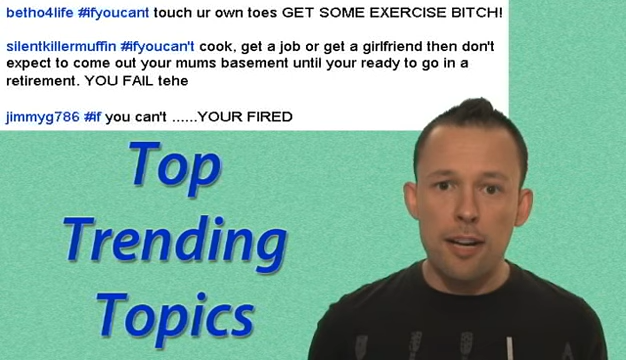 betho4life #ifyoucant touch ur own toes GET SOME EXERCISE BITCH!
silentkillermuffin #ifyoucan't cook, get a job or get a girlfriend then don't
expect to come out your mums basement until your ready to go in a
retirement. YOU FAIL tehe
jimmyg786 #if you can't ......YOUR FIRED
Top
Trending
Topics